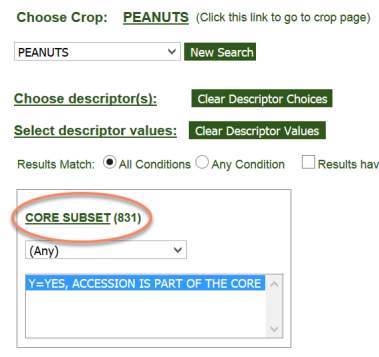 Choose Crop: PEANUTS (Click this link to go to crop page)
PEANUTS New Search
Choose descriptor(s): Clear Descriptor Choices
Select descriptor values: Clear Descriptor Values
Results Match: All Conditions Any Condition Results hav
CORE SUBSET (831)
(Any)
Y=YES, ACCESSION IS PART OF THE CORE